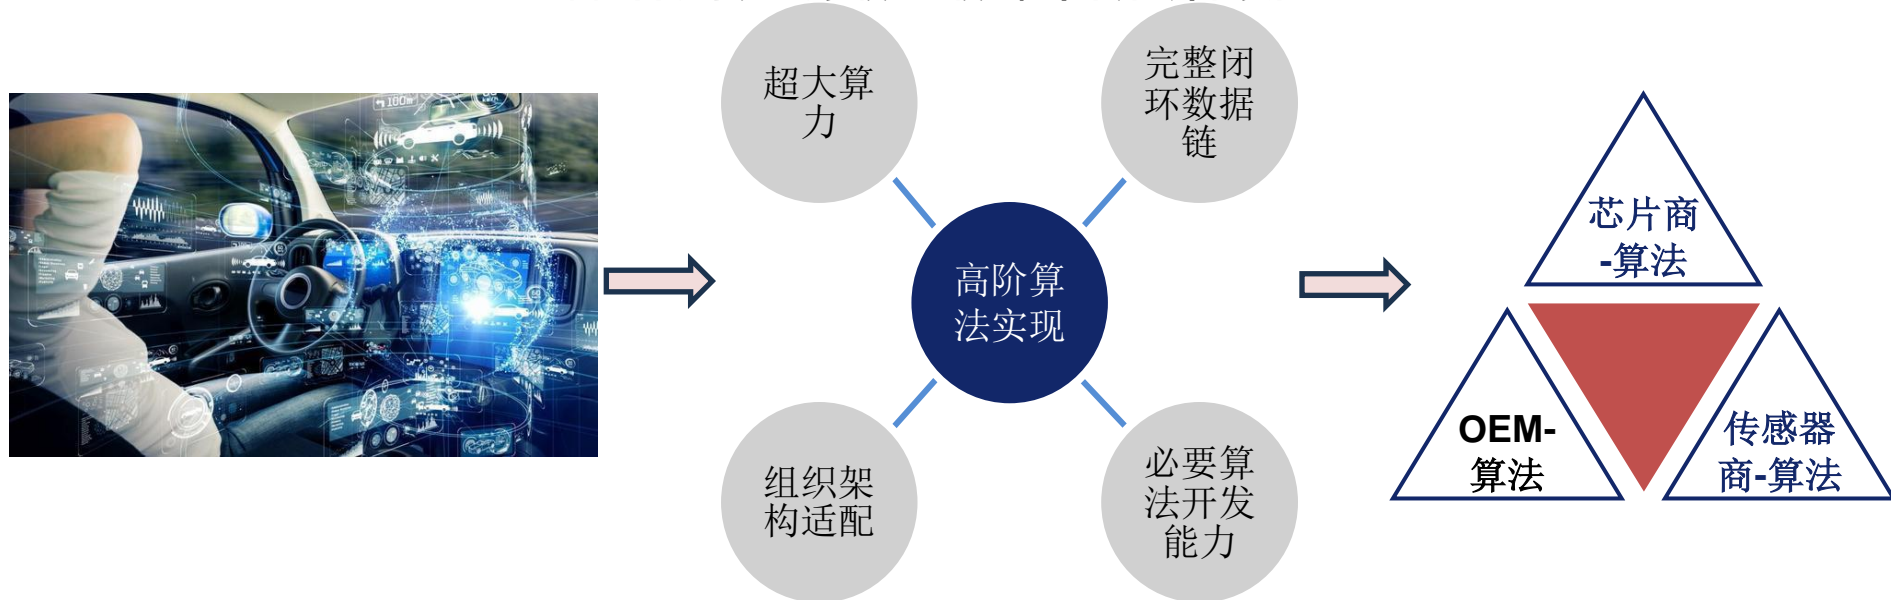 100m
超大算
力
完整闭
环数据
链
高阶算
法实现
组织架
构适配
必要算
法开发
能力
芯片商
-算法
OEM-
算法
传感器
商-算法